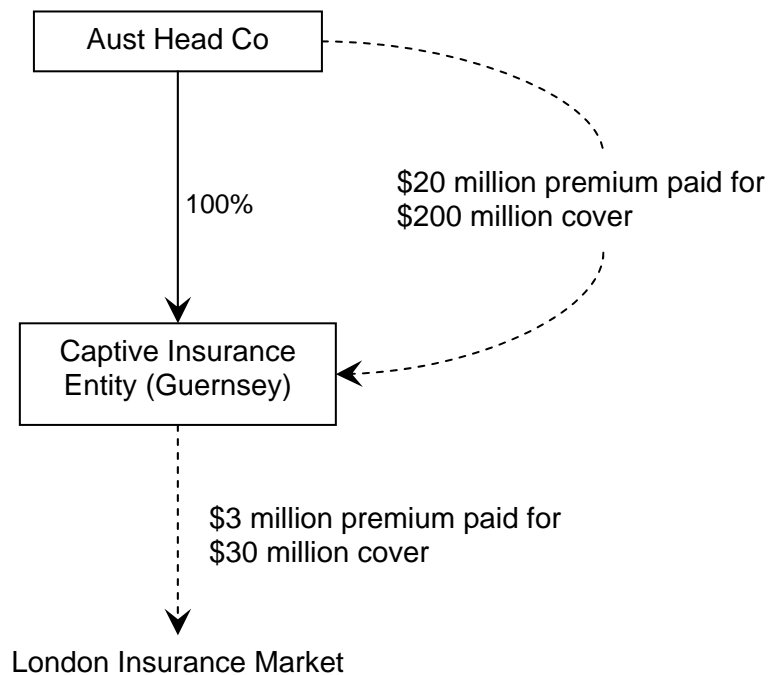 Aust Head Co
$20 million premium paid for
$200 million cover
100%
Captive Insurance
Entity (Guernsey)
$3 million premium paid for
$30 million cover
London Insurance Market